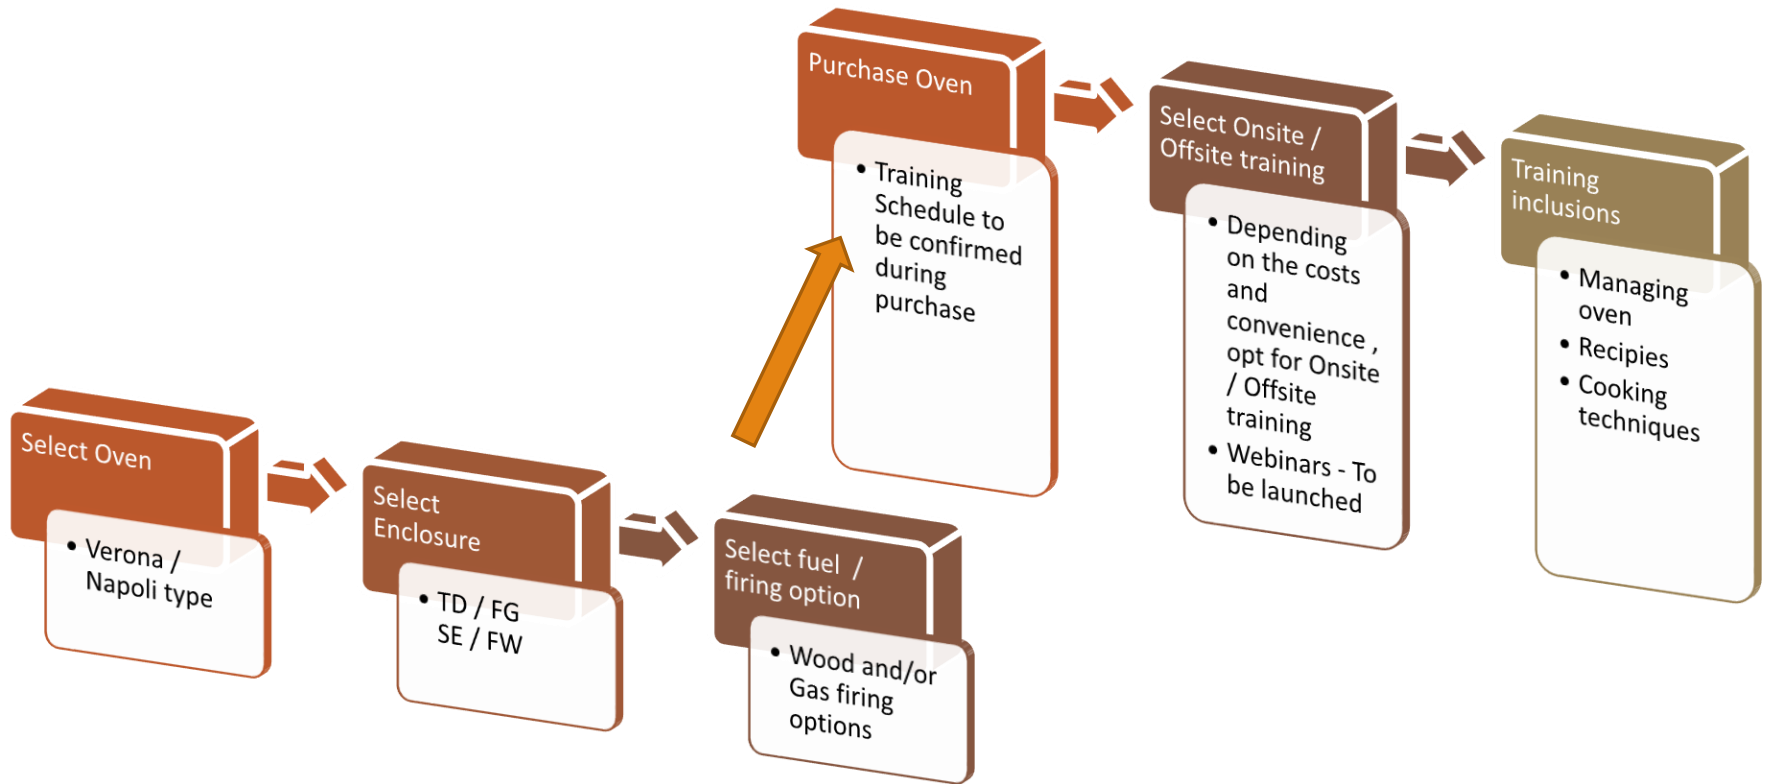 Select Oven
• Verona /
Napoli type
Select
Enclosure
• TD / FG
SE / FW
Select fuel /
firing option
• Wood and/or
Gas firing
options
Purchase Oven
• Training
Schedule to
be confirmed
during
purchase
Select Onsite /
Offsite training
• Depending
on the costs
and
convenience ,
opt for Onsite
/ Offsite
training
• Webinars - To
be launched
Training
inclusions
• Managing
oven
• Recipies
• Cooking
techniques